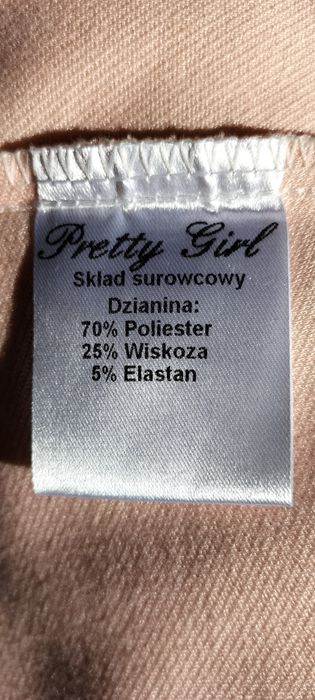 Pretty Girl
Skład surowcowy
Dzianina:
70% Poliester
25% Wiskoza
5% Elastan